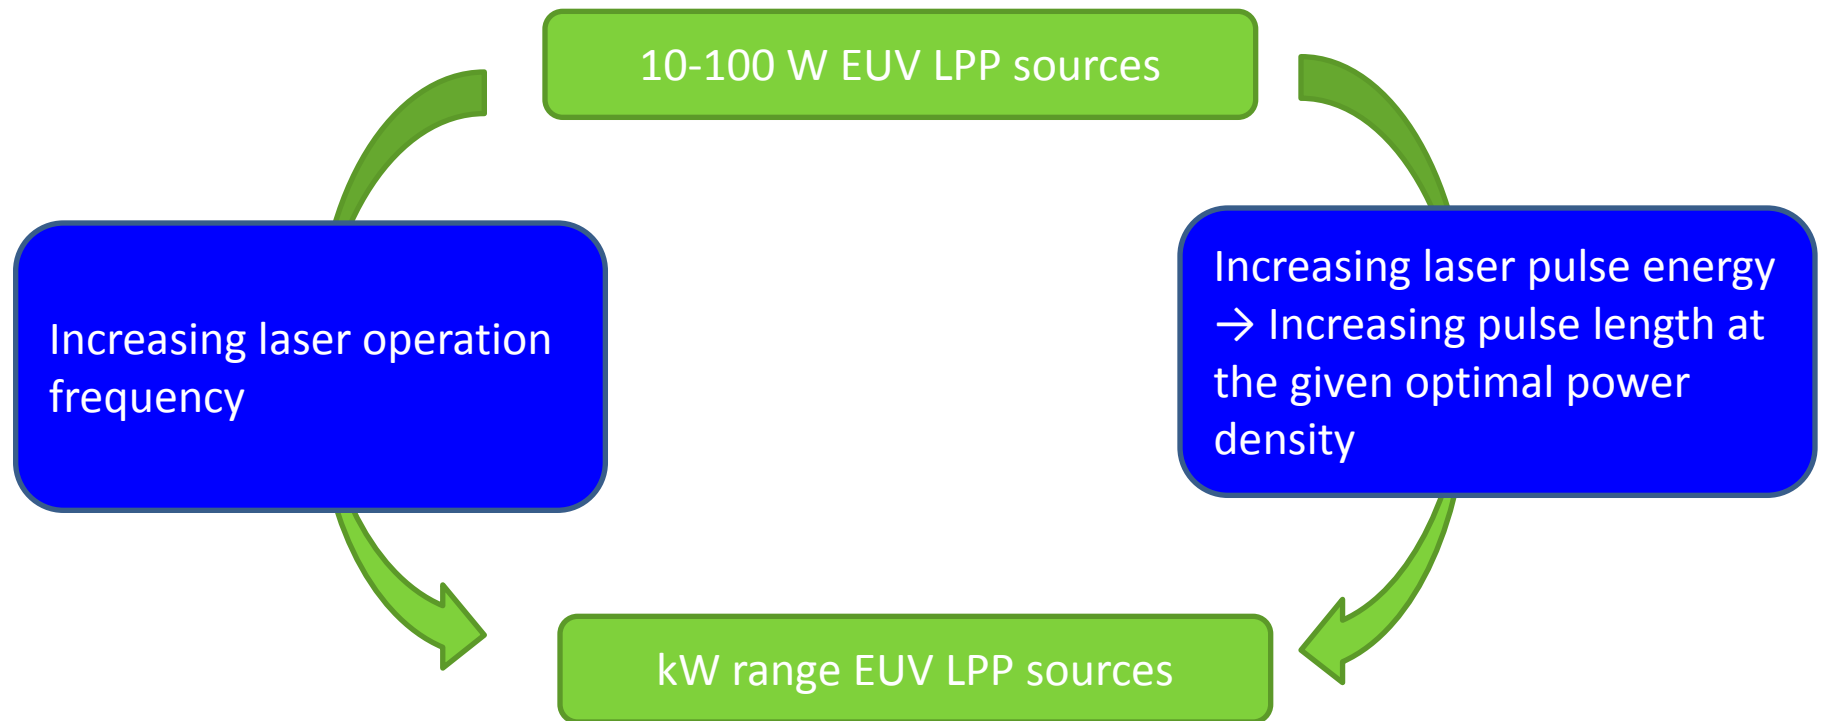 10-100 W EUV LPP sources
Increasing laser operation
frequency
Increasing laser pulse energy
→ Increasing pulse length at
the given optimal power
density
kW range EUV LPP sources